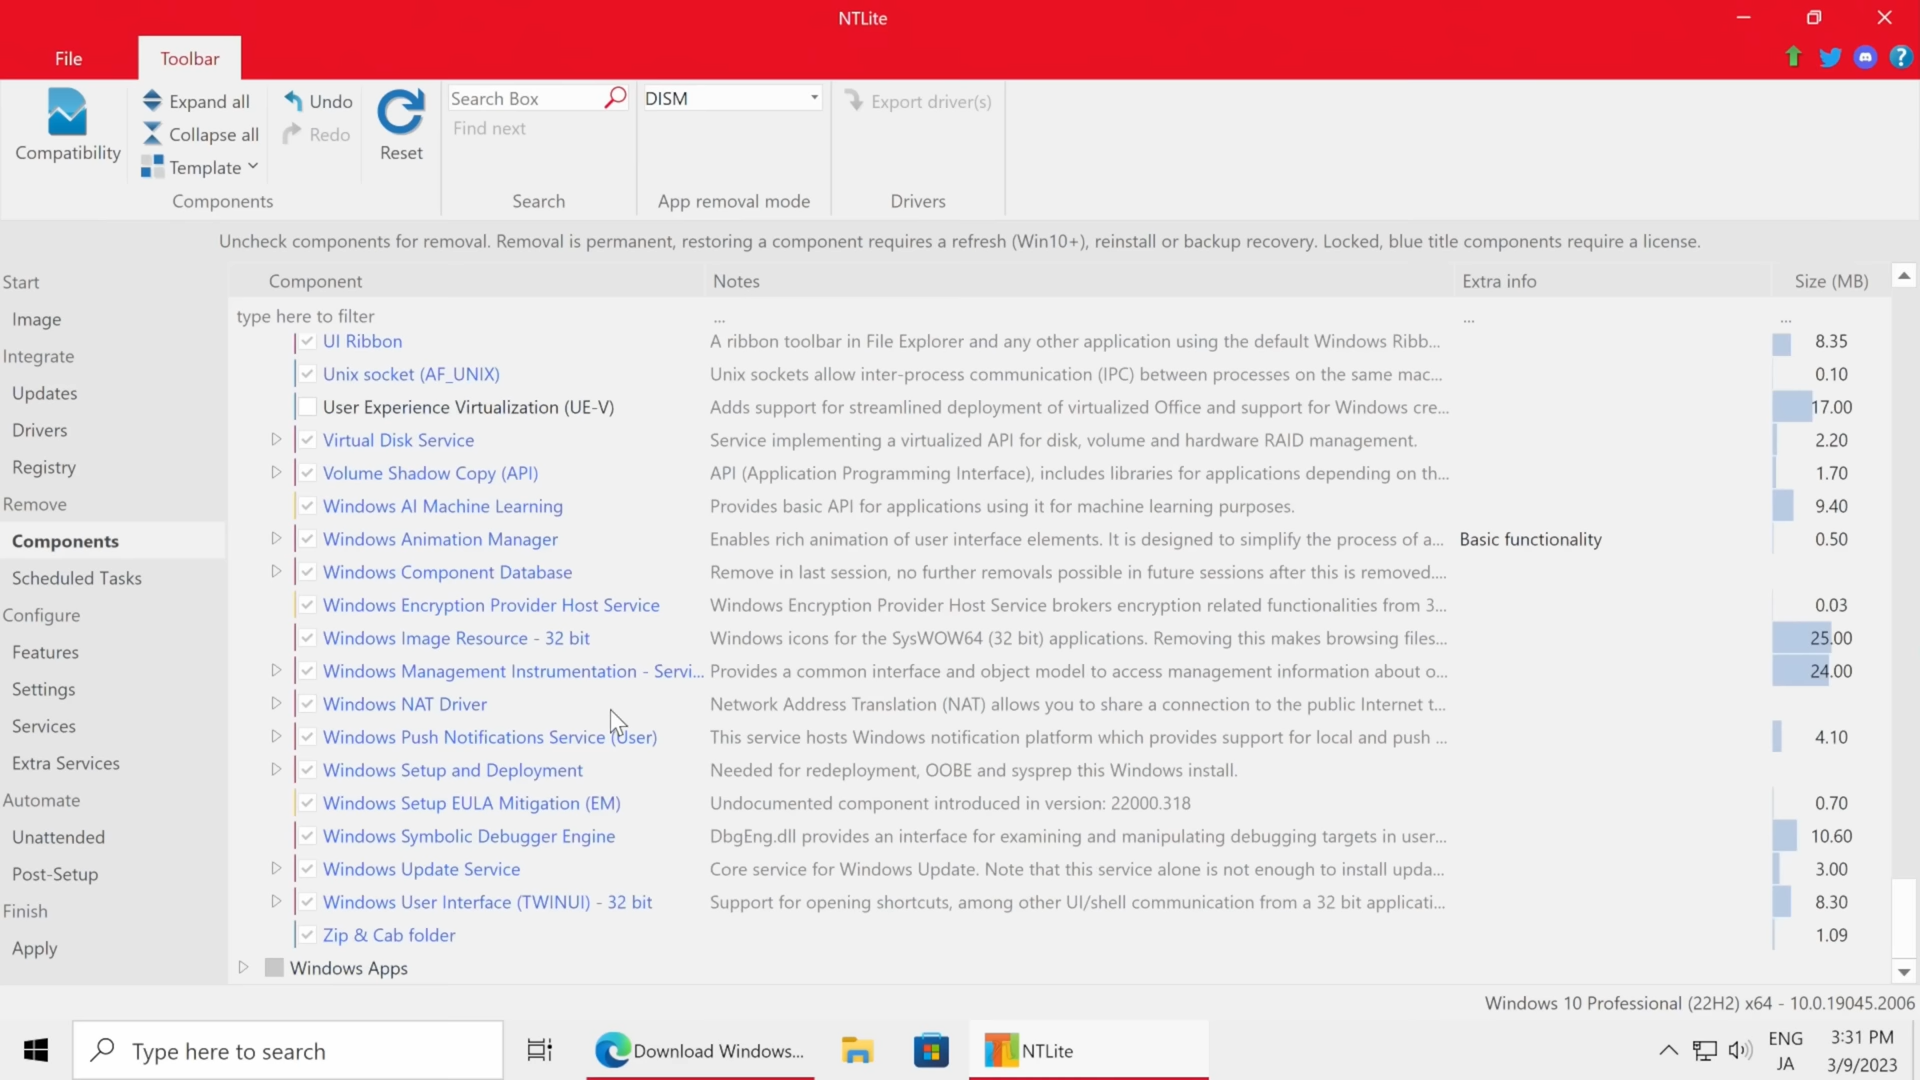 NTLite
File
Toolbar
Compatibility
Expand all
Collapse all
Template
Undo
Redo
Reset
Components
Search Box
Find next
Search
DISM
App removal mode
Export driver(s)
Drivers
Uncheck components for removal. Removal is permanent, restoring a component requires a refresh (Win10+), reinstall or backup recovery. Locked, blue title components require a license.
Start
Image
Integrate
Updates
Drivers
Registry
Remove
Components
Scheduled Tasks
Configure
Features
Settings
Services
Extra Services
Automate
Unattended
Post-Setup
Finish
Apply
Component Notes Extra info Size (MB)
type here to filter ... ... ...
UI Ribbon A ribbon toolbar in File Explorer and any other application using the default Windows Ribb... 8.35
Unix socket (AF_UNIX) Unix sockets allow inter-process communication (IPC) between processes on the same mac... 0.10
User Experience Virtualization (UE-V) Adds support for streamlined deployment of virtualized Office and support for Windows cre... 17.00
Virtual Disk Service Service implementing a virtualized API for disk, volume and hardware RAID management. 2.20
Volume Shadow Copy (API) API (Application Programming Interface), includes libraries for applications depending on th... 1.70
Windows AI Machine Learning Provides basic API for applications using it for machine learning purposes. 9.40
Windows Animation Manager Enables rich animation of user interface elements. It is designed to simplify the process of a... Basic functionality 0.50
Windows Component Database Remove in last session, no further removals possible in future sessions after this is removed....
Windows Encryption Provider Host Service Windows Encryption Provider Host Service brokers encryption related functionalities from 3... 0.03
Windows Image Resource - 32 bit Windows icons for the SysWOW64 (32 bit) applications. Removing this makes browsing files... 25.00
Windows Management Instrumentation - Servi... Provides a common interface and object model to access management information about o... 24.00
Windows NAT Driver Network Address Translation (NAT) allows you to share a connection to the public Internet t...
Windows Push Notifications Service (User) This service hosts Windows notification platform which provides support for local and push ... 4.10
Windows Setup and Deployment Needed for redeployment, OOBE and sysprep this Windows install.
Windows Setup EULA Mitigation (EM) Undocumented component introduced in version: 22000.318 0.70
Windows Symbolic Debugger Engine DbgEng.dll provides an interface for examining and manipulating debugging targets in user... 10.60
Windows Update Service Core service for Windows Update. Note that this service alone is not enough to install upda... 3.00
Windows User Interface (TWINUI) - 32 bit Support for opening shortcuts, among other UI/shell communication from a 32 bit applicati... 8.30
Zip & Cab folder 1.09
Windows Apps
Windows 10 Professional (22H2) x64 - 10.0.19045.2006
Type here to search
Download Windows...
NTLite
ENG
JA
3:31 PM
3/9/2023